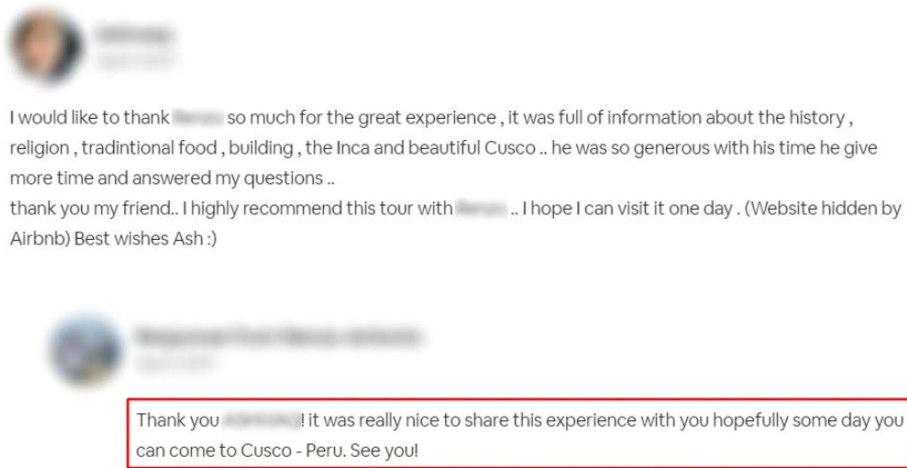 I would like to thank so much for the great experience , it was full of information about the history ,
religion , tradintional food , building , the Inca and beautiful Cusco .. he was so generous with his time he give
more time and answered my questions ..
thank you my friend.. I highly recommend this tour with .. I hope I can visit it one day . (Website hidden by
Airbnb) Best wishes Ash :)
Thank you ! it was really nice to share this experience with you hopefully some day you
can come to Cusco - Peru. See you!